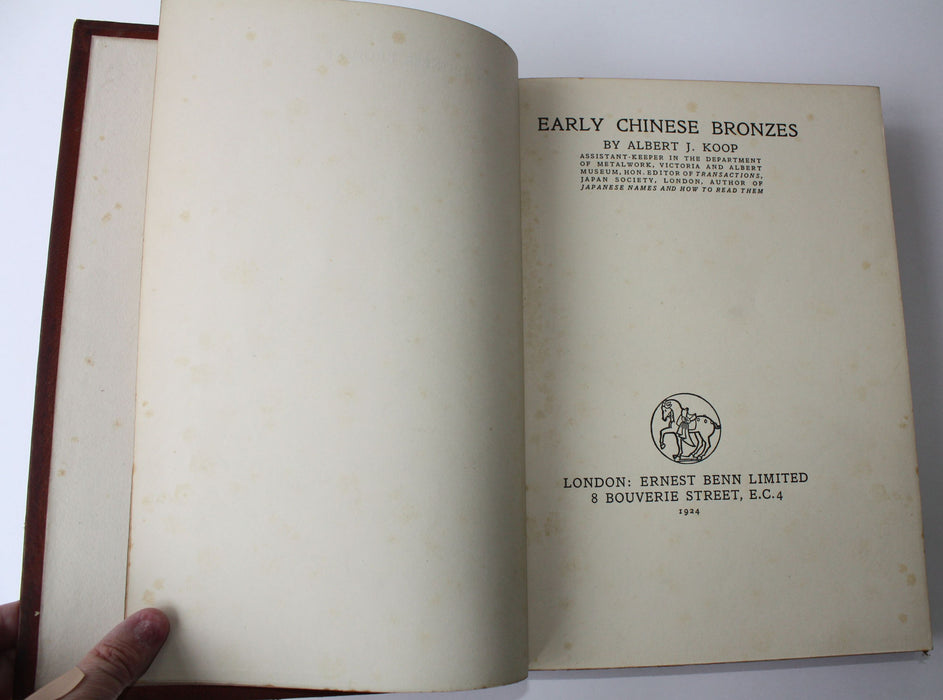 EARLY CHINESE BRONZES
BY ALBERT J. KOOP
ASSISTANT-KEEPER IN THE DEPARTMENT
OF METALWORK, VICTORIA AND ALBERT
MUSEUM, HON. EDITOR OF TRANSACTIONS,
JAPAN SOCIETY, LONDON, AUTHOR OF
JAPANESE NAMES AND HOW TO READ THEM
LONDON: ERNEST BENN LIMITED
8 BOUVERIE STREET, E.C.4
1924